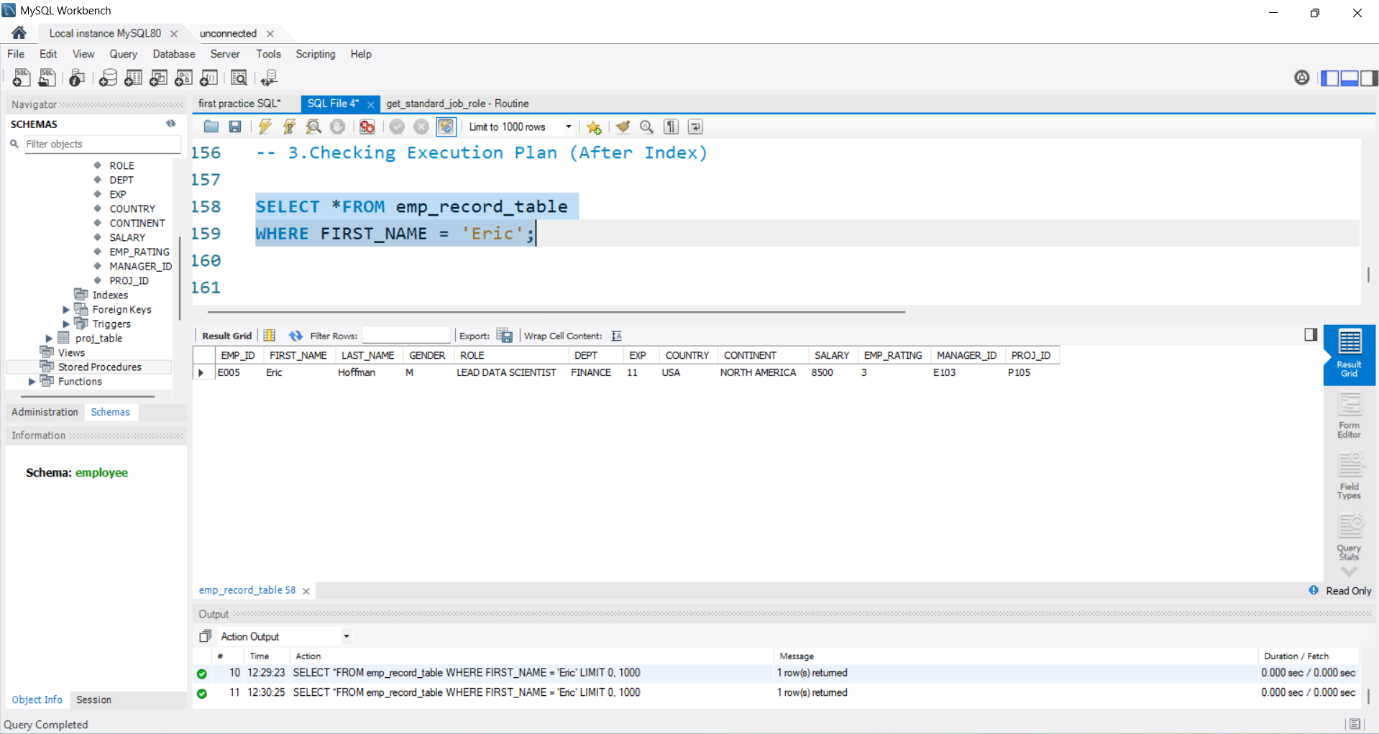 MySQL Workbench
Local instance MySQL80
unconnected
File Edit View Query Database Server Tools Scripting Help
Navigator
SCHEMAS
Filter objects
ROLE
DEPT
EXP
COUNTRY
CONTINENT
SALARY
EMP_RATING
MANAGER_ID
PROJ_ID
Indexes
Foreign Keys
Triggers
proj_table
Views
Stored Procedures
Functions
Administration Schemas
Information
Schema: employee
Object Info Session
first practice SQL* SQL File 4* get_standard_job_role - Routine
Limit to 1000 rows
156 -- 3.Checking Execution Plan (After Index)
157
158 SELECT *FROM emp_record_table
159 WHERE FIRST_NAME = 'Eric';
160
161
Result Grid Filter Rows: Export: Wrap Cell Content:
EMP_ID FIRST_NAME LAST_NAME GENDER ROLE DEPT EXP COUNTRY CONTINENT SALARY EMP_RATING MANAGER_ID PROJ_ID
E005 Eric Hoffman M LEAD DATA SCIENTIST FINANCE 11 USA NORTH AMERICA 8500 3 E103 P105
Result Grid
Form Editor
Field Types
Query Stats
emp_record_table 58
Read Only
Output
Action Output
# Time Action Message Duration / Fetch
10 12:29:23 SELECT *FROM emp_record_table WHERE FIRST_NAME = 'Eric' LIMIT 0, 1000 1 row(s) returned 0.000 sec / 0.000 sec
11 12:30:25 SELECT *FROM emp_record_table WHERE FIRST_NAME = 'Eric' LIMIT 0, 1000 1 row(s) returned 0.000 sec / 0.000 sec
Query Completed